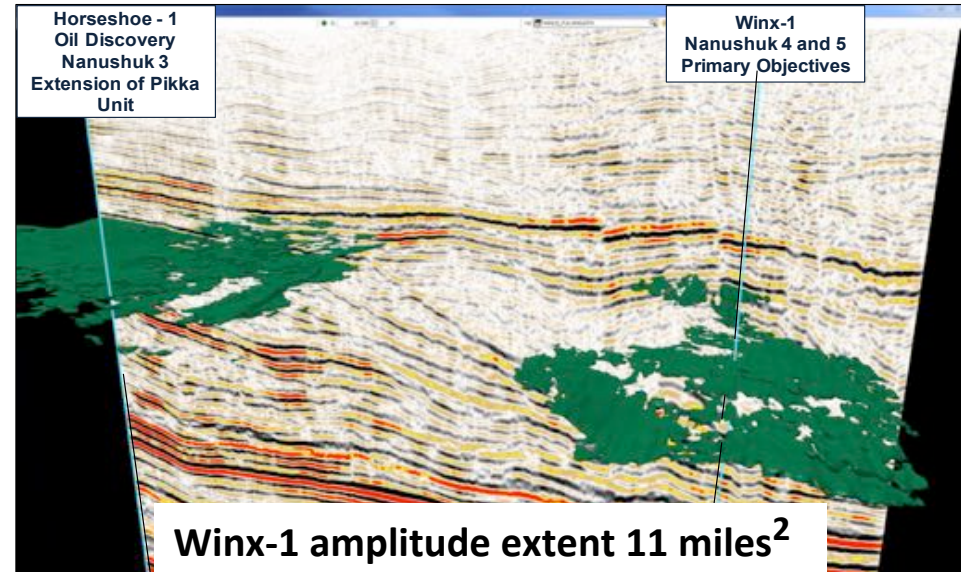 Horseshoe - 1
Oil Discovery
Nanushuk 3
Extension of Pikka
Unit
Winx-1
Nanushuk 4 and 5
Primary Objectives
Winx-1 amplitude extent 11 miles²